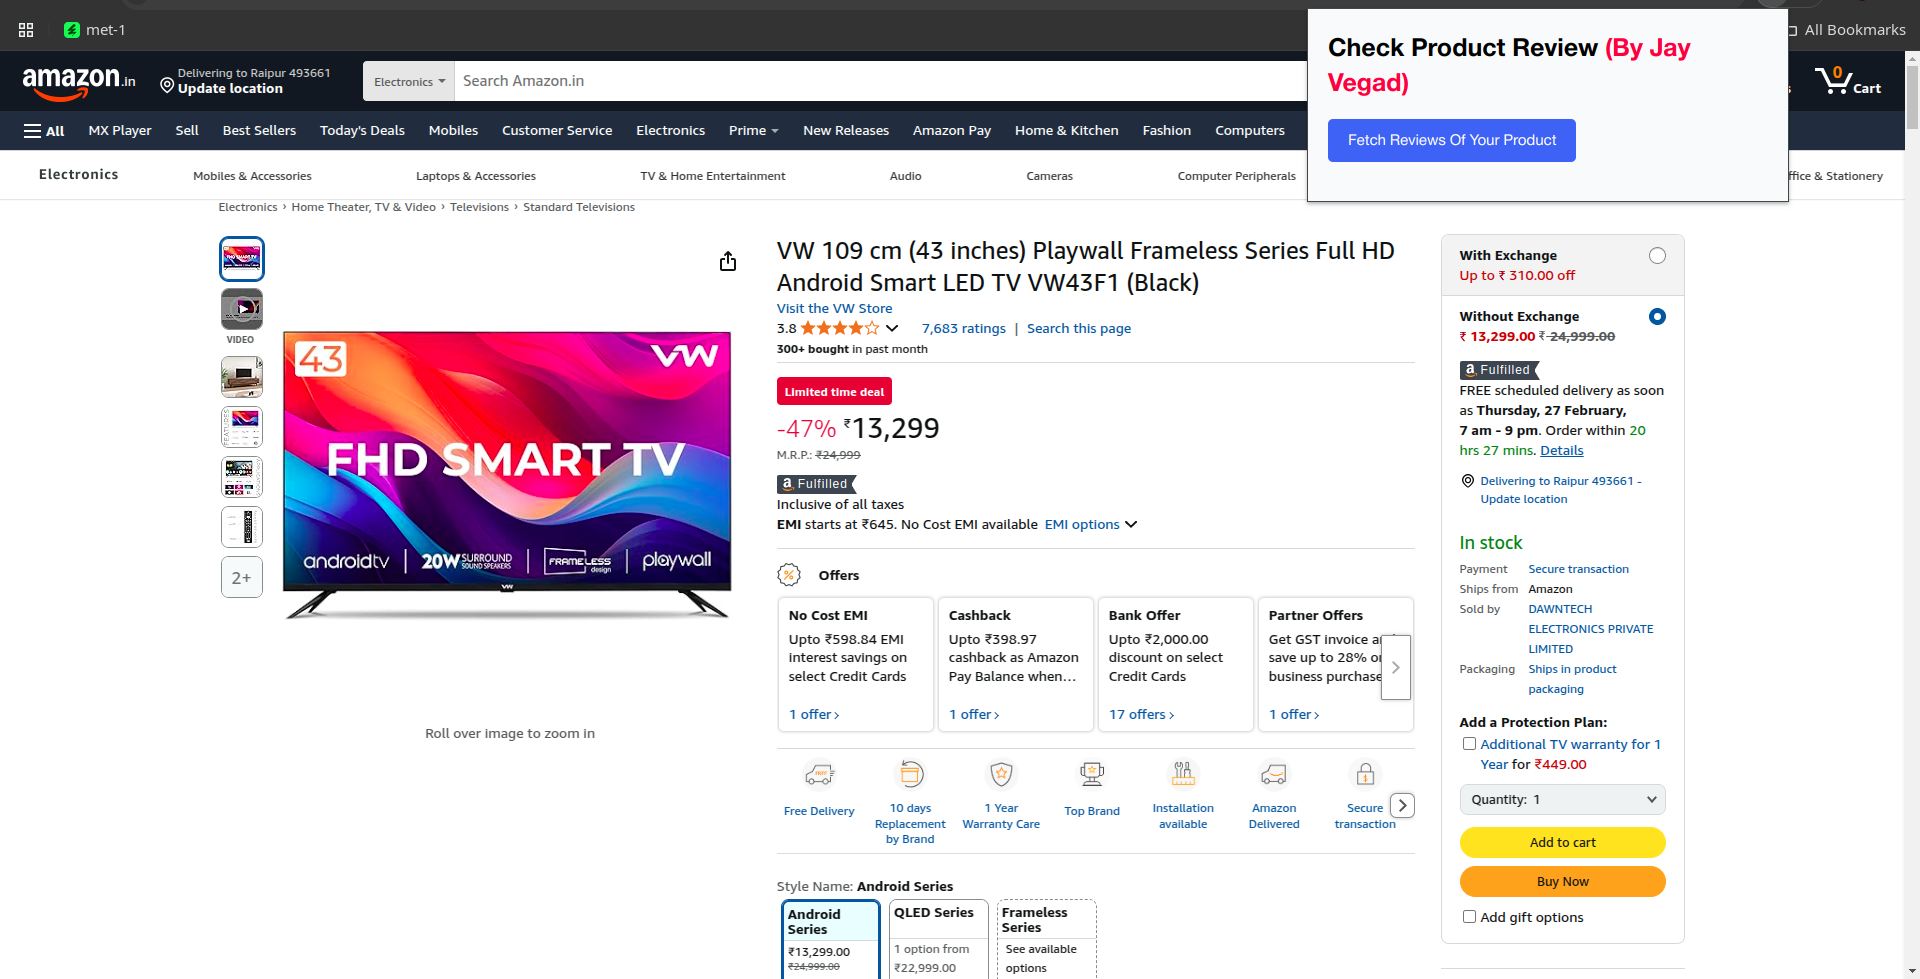 met-1
All Bookmarks
Check Product Review (By Jay
Vegad)
Fetch Reviews Of Your Product
amazon.in
Delivering to Raipur 493661
Update location
Electronics
Search Amazon.in
0
Cart
All
MX Player
Sell
Best Sellers
Today's Deals
Mobiles
Customer Service
Electronics
Prime
New Releases
Amazon Pay
Home & Kitchen
Fashion
Computers
Electronics
Mobiles & Accessories
Laptops & Accessories
TV & Home Entertainment
Audio
Cameras
Computer Peripherals
ffice & Stationery
Electronics › Home Theater, TV & Video › Televisions › Standard Televisions
VIDEO
2+
43
VW
FHD SMART TV
androidtv
20W SURROUND
SOUND SPEAKERS
FRAMELESS
design
playwall
VW
Roll over image to zoom in
VW 109 cm (43 inches) Playwall Frameless Series Full HD
Android Smart LED TV VW43F1 (Black)
Visit the VW Store
3.8
7,683 ratings | Search this page
300+ bought in past month
Limited time deal
-47% ₹13,299
M.R.P.: ₹24,999
a Fulfilled
Inclusive of all taxes
EMI starts at ₹645. No Cost EMI available EMI options
% Offers
No Cost EMI
Upto ₹598.84 EMI
interest savings on
select Credit Cards
1 offer ›
Cashback
Upto ₹398.97
cashback as Amazon
Pay Balance when…
1 offer ›
Bank Offer
Upto ₹2,000.00
discount on select
Credit Cards
17 offers ›
Partner Offers
Get GST invoice a
save up to 28% o
business purchase
1 offer ›
Free Delivery
10 days
Replacement
by Brand
1 Year
Warranty Care
Top Brand
Installation
available
Amazon
Delivered
Secure
transaction
Style Name: Android Series
Android
Series
₹13,299.00
₹24,999.00
QLED Series
1 option from
₹22,999.00
Frameless
Series
See available
options
With Exchange
Up to ₹ 310.00 off
Without Exchange
₹ 13,299.00 ₹ 24,999.00
a Fulfilled
FREE scheduled delivery as soon
as Thursday, 27 February,
7 am - 9 pm. Order within 20
hrs 27 mins. Details
Delivering to Raipur 493661 -
Update location
In stock
Payment Secure transaction
Ships from Amazon
Sold by DAWNTECH
ELECTRONICS PRIVATE
LIMITED
Packaging Ships in product
packaging
Add a Protection Plan:
Additional TV warranty for 1
Year for ₹449.00
Quantity: 1
Add to cart
Buy Now
Add gift options